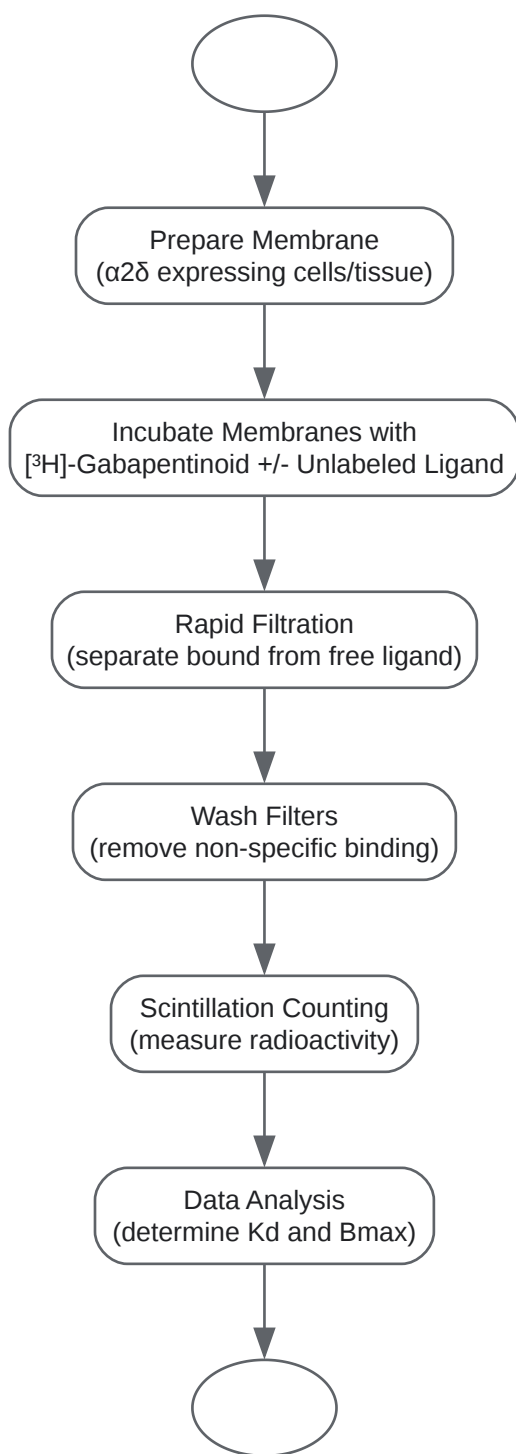 Prepare Membrane
(α2δ expressing cells/tissue)
Incubate Membranes with
[³H]-Gabapentinoid +/- Unlabeled Ligand
Rapid Filtration
(separate bound from free ligand)
Wash Filters
(remove non-specific binding)
Scintillation Counting
(measure radioactivity)
Data Analysis
(determine Kd and Bmax)